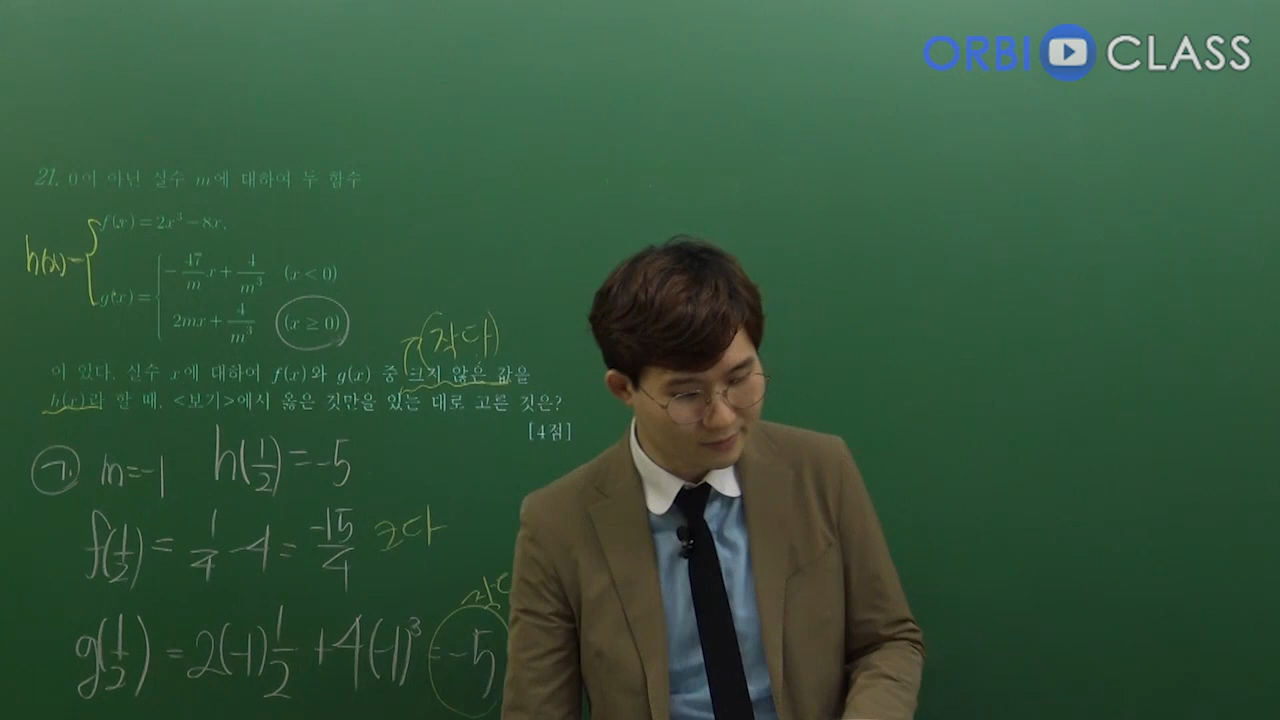 ORBI CLASS
21. 0이 아닌 실수 m에 대하여 두 함수
h(x)= f(x)=2x³-8x,
g(x)= -47/m x+4/m³ (x<0)
2mx+4/m³ (x≥0)
(작다)
이 있다. 실수 x에 대하여 f(x)와 g(x) 중 크지 않은 값을
h(x)라 할 때, <보기>에서 옳은 것만을 있는 대로 고른 것은?
[4점]
ㄱ. m=-1 h(1/2)=-5
f(1/2)=1/4-4=-15/4 크다
g(1/2)=2(-1)1/2+4(-1)³=-5